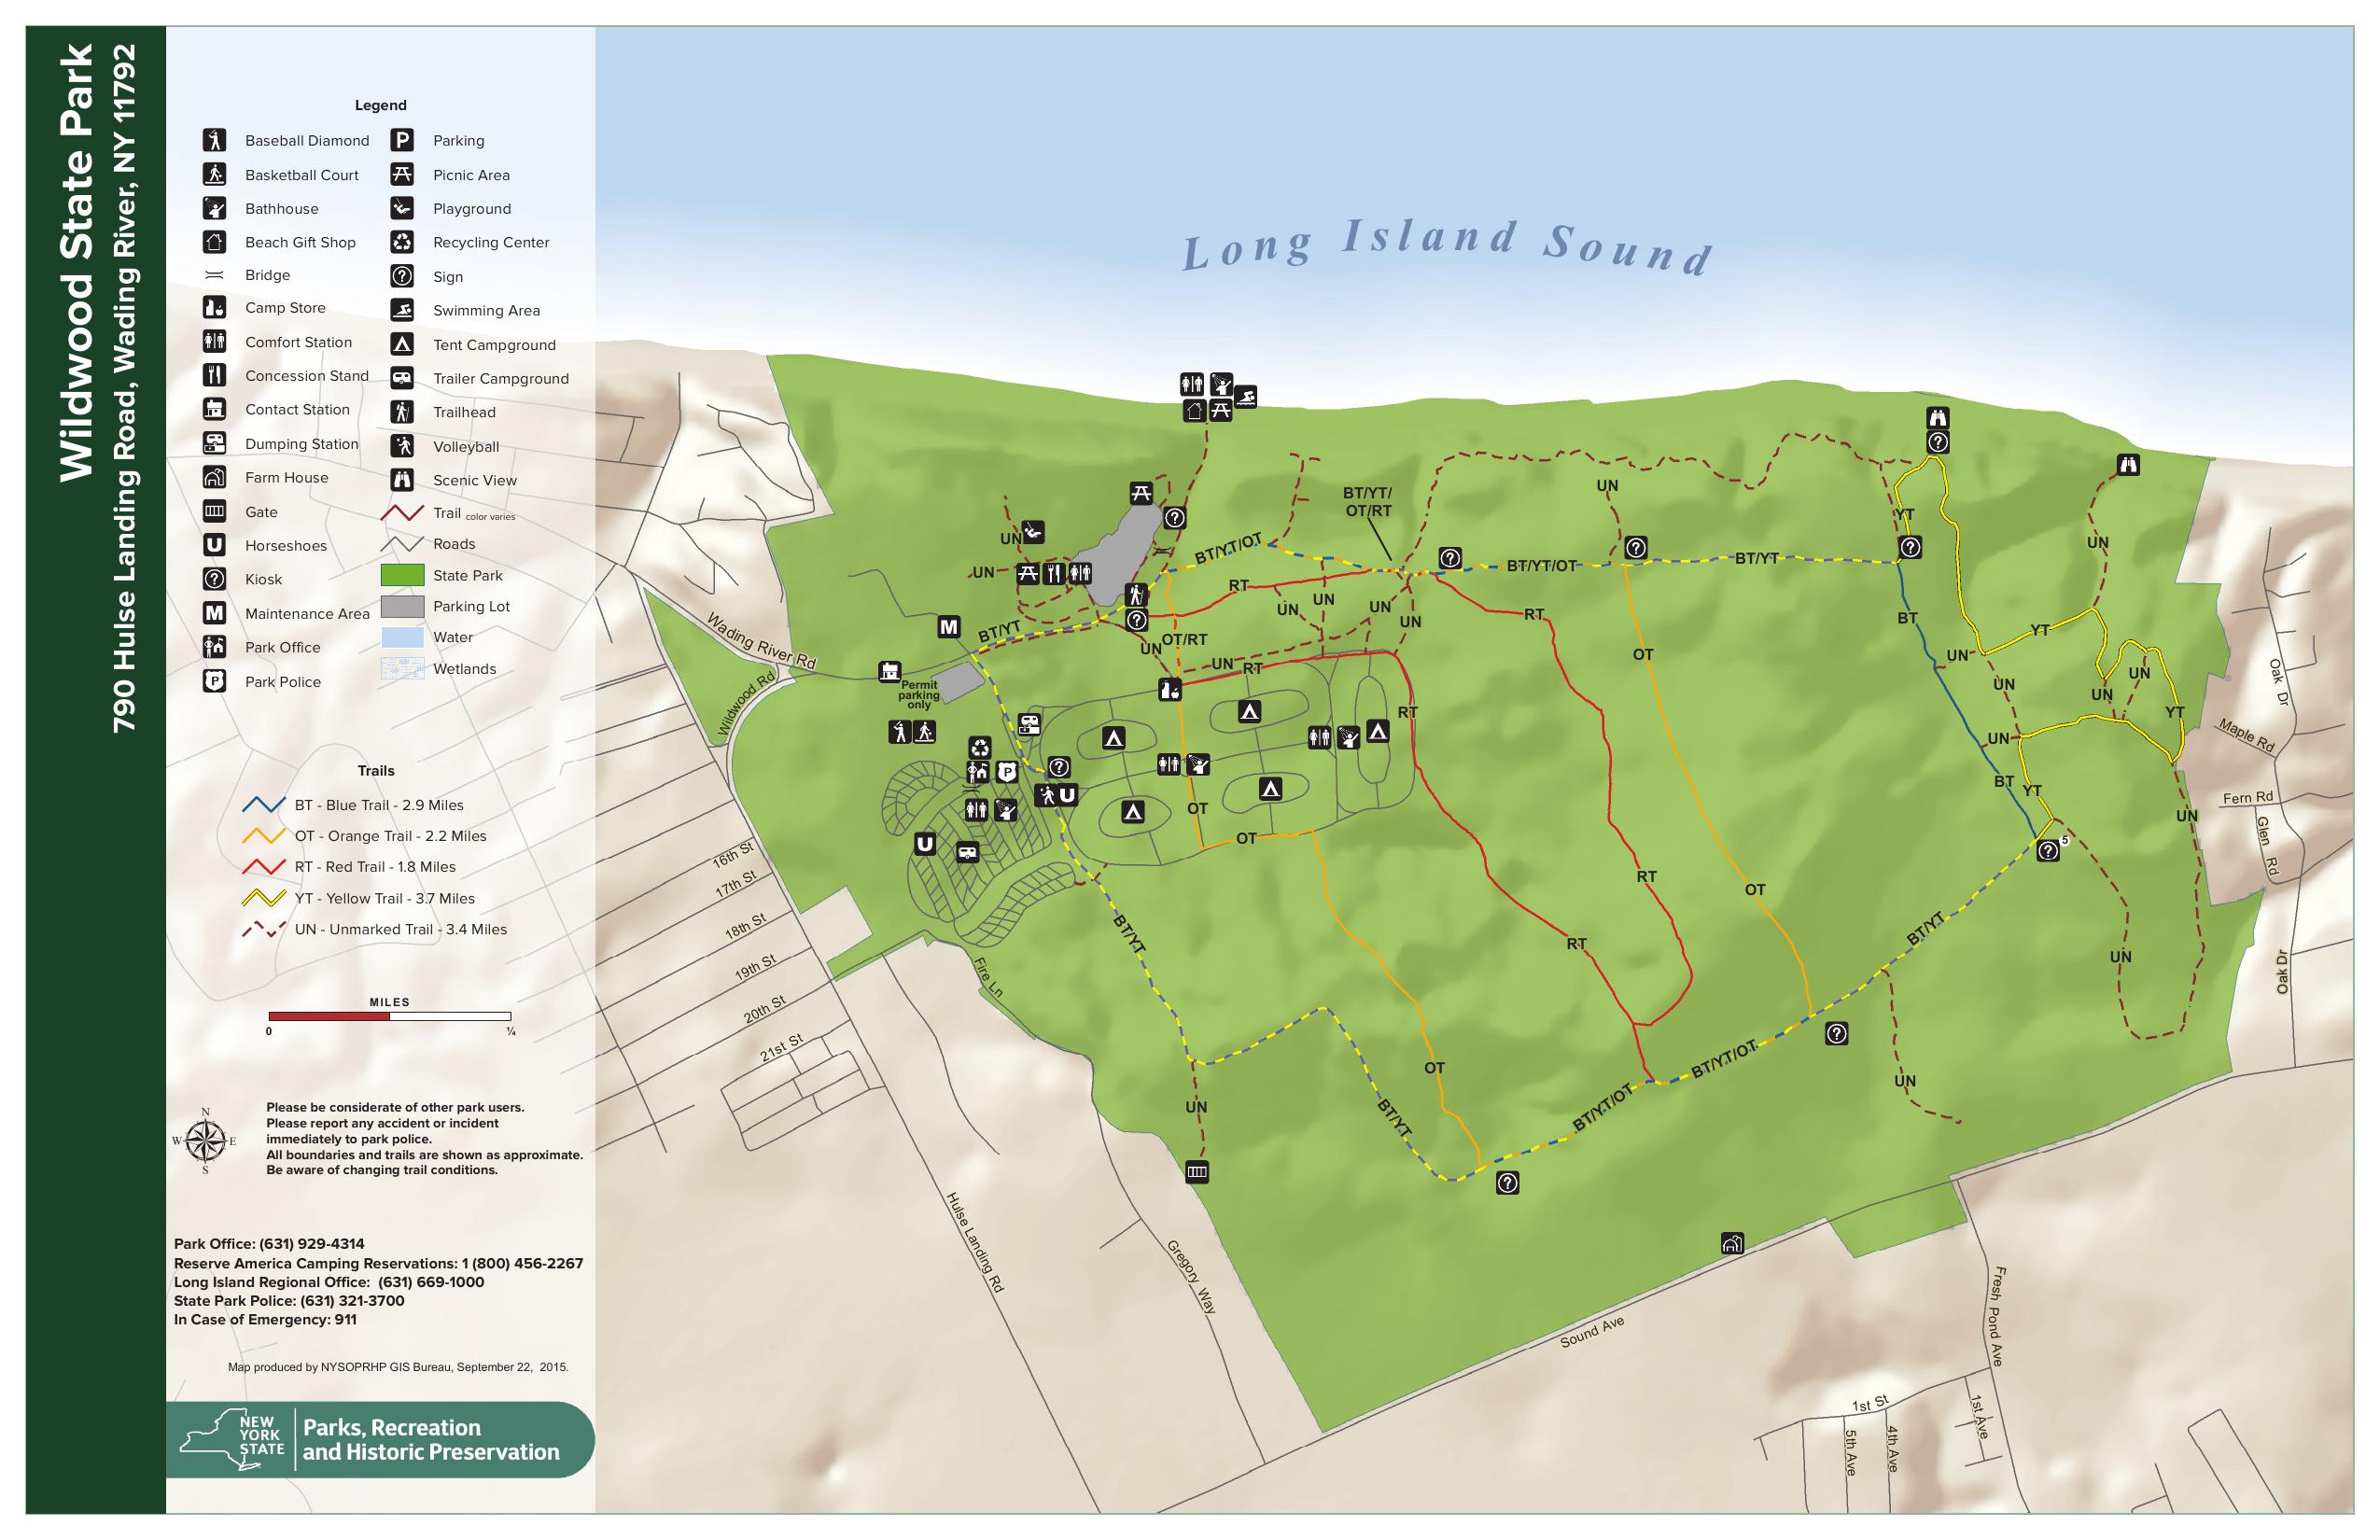 Wildwood State Park
790 Hulse Landing Road, Wading River, NY 11792
Legend
Baseball Diamond
Basketball Court
Bathhouse
Beach Gift Shop
Bridge
Camp Store
Comfort Station
Concession Stand
Contact Station
Dumping Station
Farm House
Gate
Horseshoes
Kiosk
Maintenance Area
Park Office
Park Police
P Parking
Picnic Area
Playground
Recycling Center
Sign
Swimming Area
Tent Campground
Trailer Campground
Trailhead
Volleyball
Scenic View
Trail color varies
Roads
State Park
Parking Lot
Water
Wetlands
Trails
BT - Blue Trail - 2.9 Miles
OT - Orange Trail - 2.2 Miles
RT - Red Trail - 1.8 Miles
YT - Yellow Trail - 3.7 Miles
UN - Unmarked Trail - 3.4 Miles
MILES
0 ¼
N
W E
S
Please be considerate of other park users.
Please report any accident or incident
immediately to park police.
All boundaries and trails are shown as approximate.
Be aware of changing trail conditions.
Park Office: (631) 929-4314
Reserve America Camping Reservations: 1 (800) 456-2267
Long Island Regional Office: (631) 669-1000
State Park Police: (631) 321-3700
In Case of Emergency: 911
Map produced by NYSOPRHP GIS Bureau, September 22, 2015.
NEW
YORK
STATE
Parks, Recreation
and Historic Preservation
Long Island Sound
BT/YT/
OT/RT
UN
UN
BT/YT/OT
UN
BT/YT/OT
BT/YT
YT
UN
UN
RT
UN
UN
UN
UN
RT
BT
YT
BT/YT
M
OT/RT
UN
UN
RT
OT
UN
UN
UN
UN
YT
Wading River Rd
Wildwood Rd
Permit
parking
only
RT
UN
BT
YT
OT
OT
UN
Oak Dr
Maple Rd
Fern Rd
Glen Rd
5
16th St
17th St
18th St
19th St
20th St
21st St
Fire Ln
BT/YT
RT
RT
OT
BT/YT
UN
Oak Dr
OT
UN
BT/YT
BT/YT/OT
BT/YT/OT
UN
Hulse Landing Rd
Gregory Way
Sound Ave
Fresh Pond Ave
1st St
1st Ave
4th Ave
5th Ave